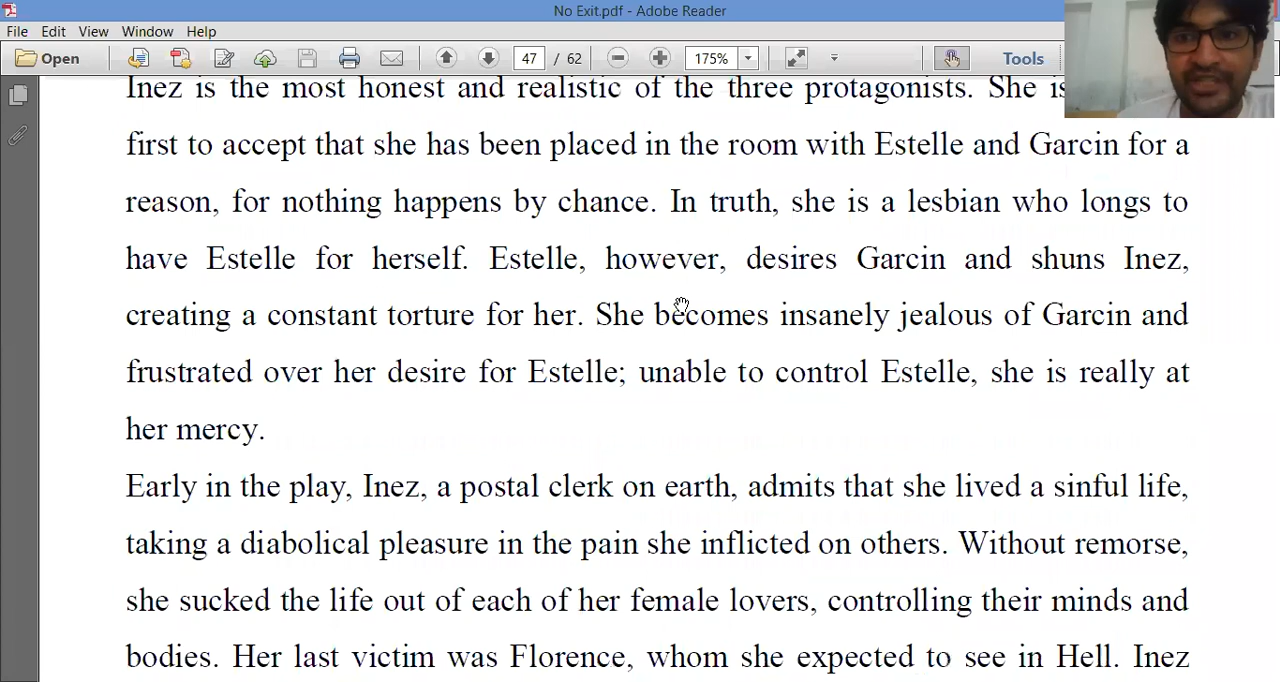 No Exit.pdf - Adobe Reader
File Edit View Window Help
Open 47 / 62 175% Tools
Inez is the most honest and realistic of the three protagonists. She is
first to accept that she has been placed in the room with Estelle and Garcin for a
reason, for nothing happens by chance. In truth, she is a lesbian who longs to
have Estelle for herself. Estelle, however, desires Garcin and shuns Inez,
creating a constant torture for her. She becomes insanely jealous of Garcin and
frustrated over her desire for Estelle; unable to control Estelle, she is really at
her mercy.
Early in the play, Inez, a postal clerk on earth, admits that she lived a sinful life,
taking a diabolical pleasure in the pain she inflicted on others. Without remorse,
she sucked the life out of each of her female lovers, controlling their minds and
bodies. Her last victim was Florence, whom she expected to see in Hell. Inez